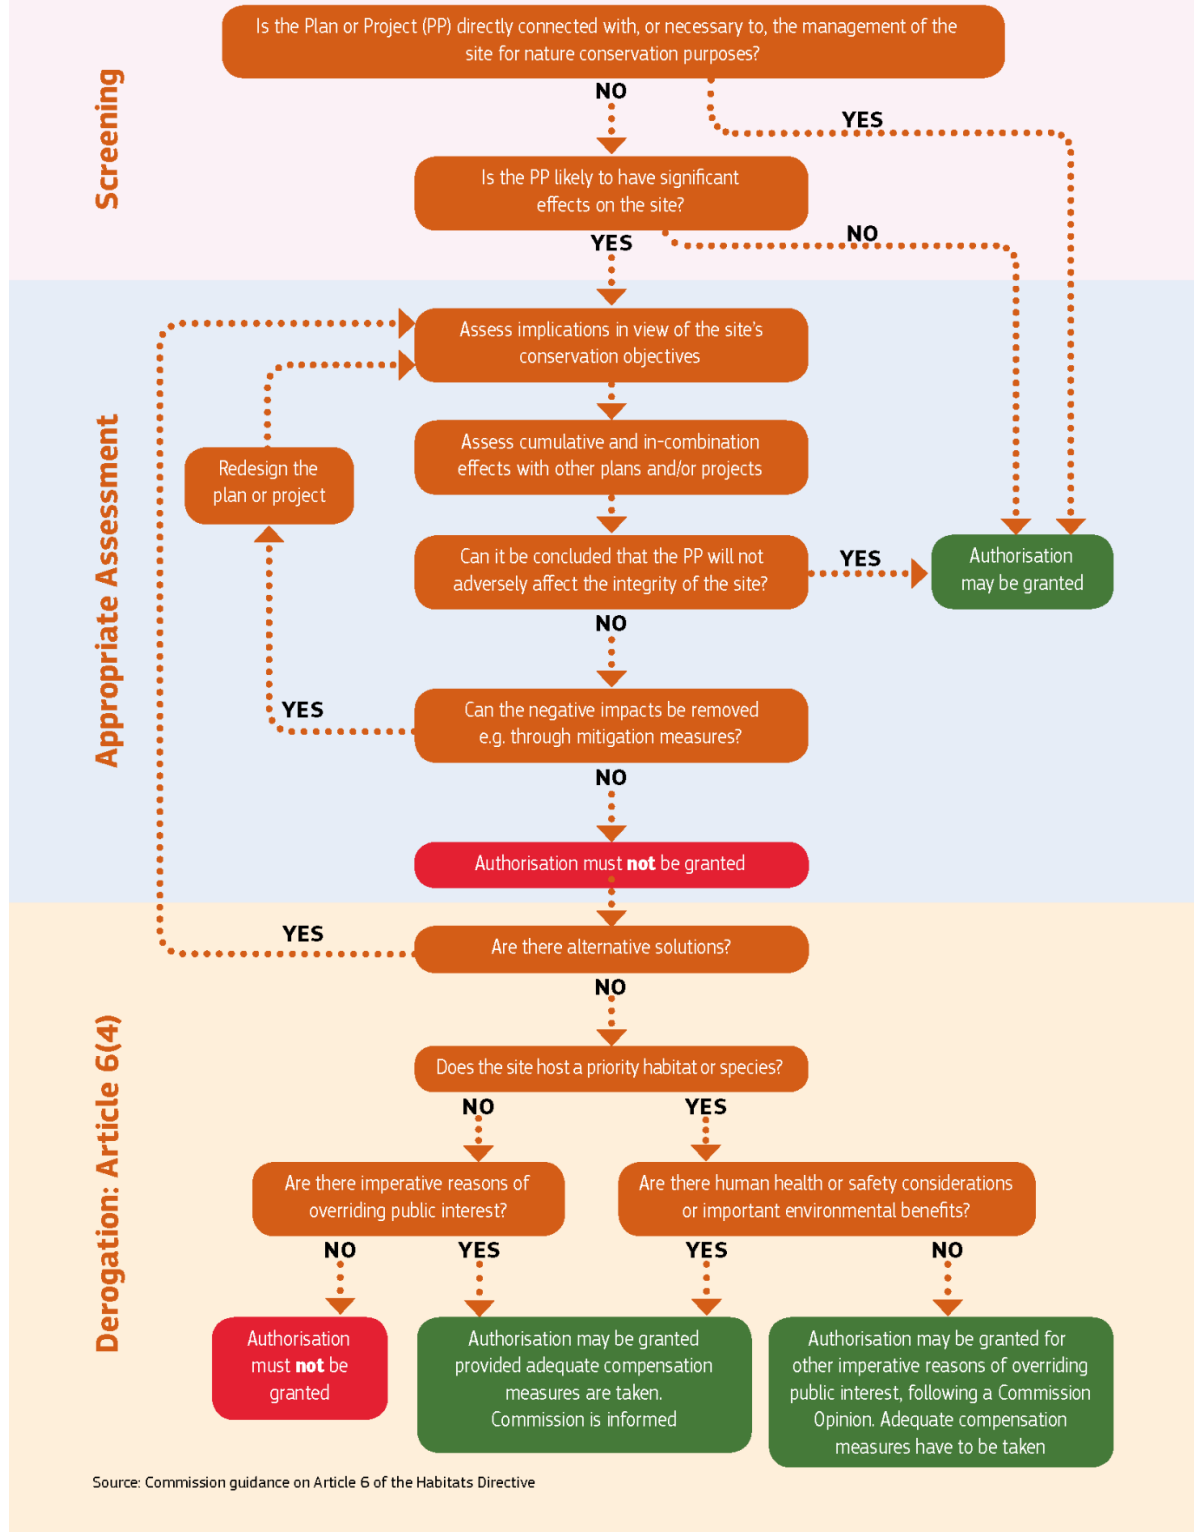 Is the Plan or Project (PP) directly connected with, or necessary to, the management of the
site for nature conservation purposes?
NO
YES
Screening
Is the PP likely to have significant
effects on the site?
NO
YES
Assess implications in view of the site's
conservation objectives
Assess cumulative and in-combination
effects with other plans and/or projects
Redesign the
plan or project
Can it be concluded that the PP will not
adversely affect the integrity of the site?
YES
Authorisation
may be granted
Appropriate Assessment
NO
Can the negative impacts be removed
e.g. through mitigation measures?
YES
NO
Authorisation must not be granted
YES
Are there alternative solutions?
NO
Does the site host a priority habitat or species?
NO
YES
Derogation: Article 6(4)
Are there imperative reasons of
overriding public interest?
Are there human health or safety considerations
or important environmental benefits?
NO
YES
YES
NO
Authorisation
must not be
granted
Authorisation may be granted
provided adequate compensation
measures are taken.
Commission is informed
Authorisation may be granted for
other imperative reasons of overriding
public interest, following a Commission
Opinion. Adequate compensation
measures have to be taken
Source: Commission guidance on Article 6 of the Habitats Directive